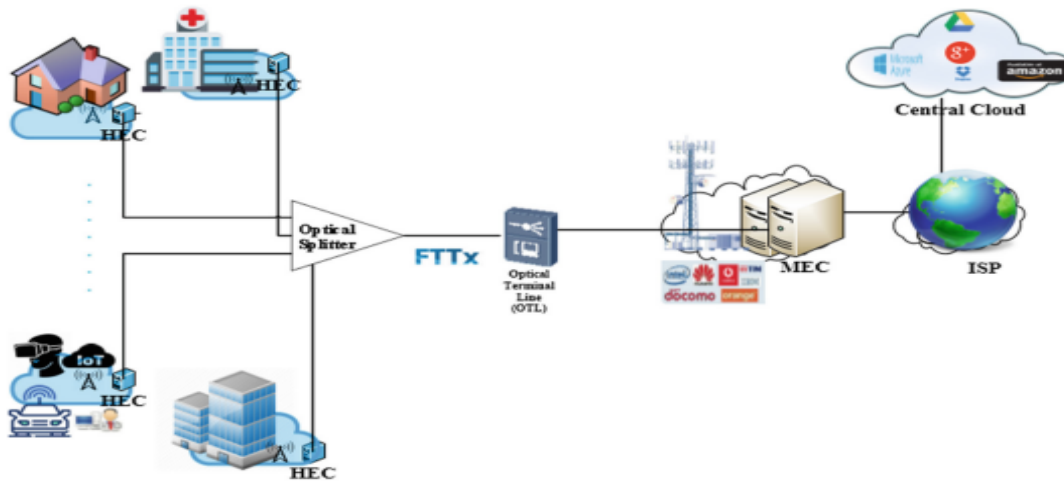 HEC
HEC
Microsoft
Azure
g+
amazon
Central Cloud
Optical
Splitter
FTTx
Optical
Terminal
Line
(OTL)
MEC
ISP
intel
docomo
orange
IoT
HEC
HEC